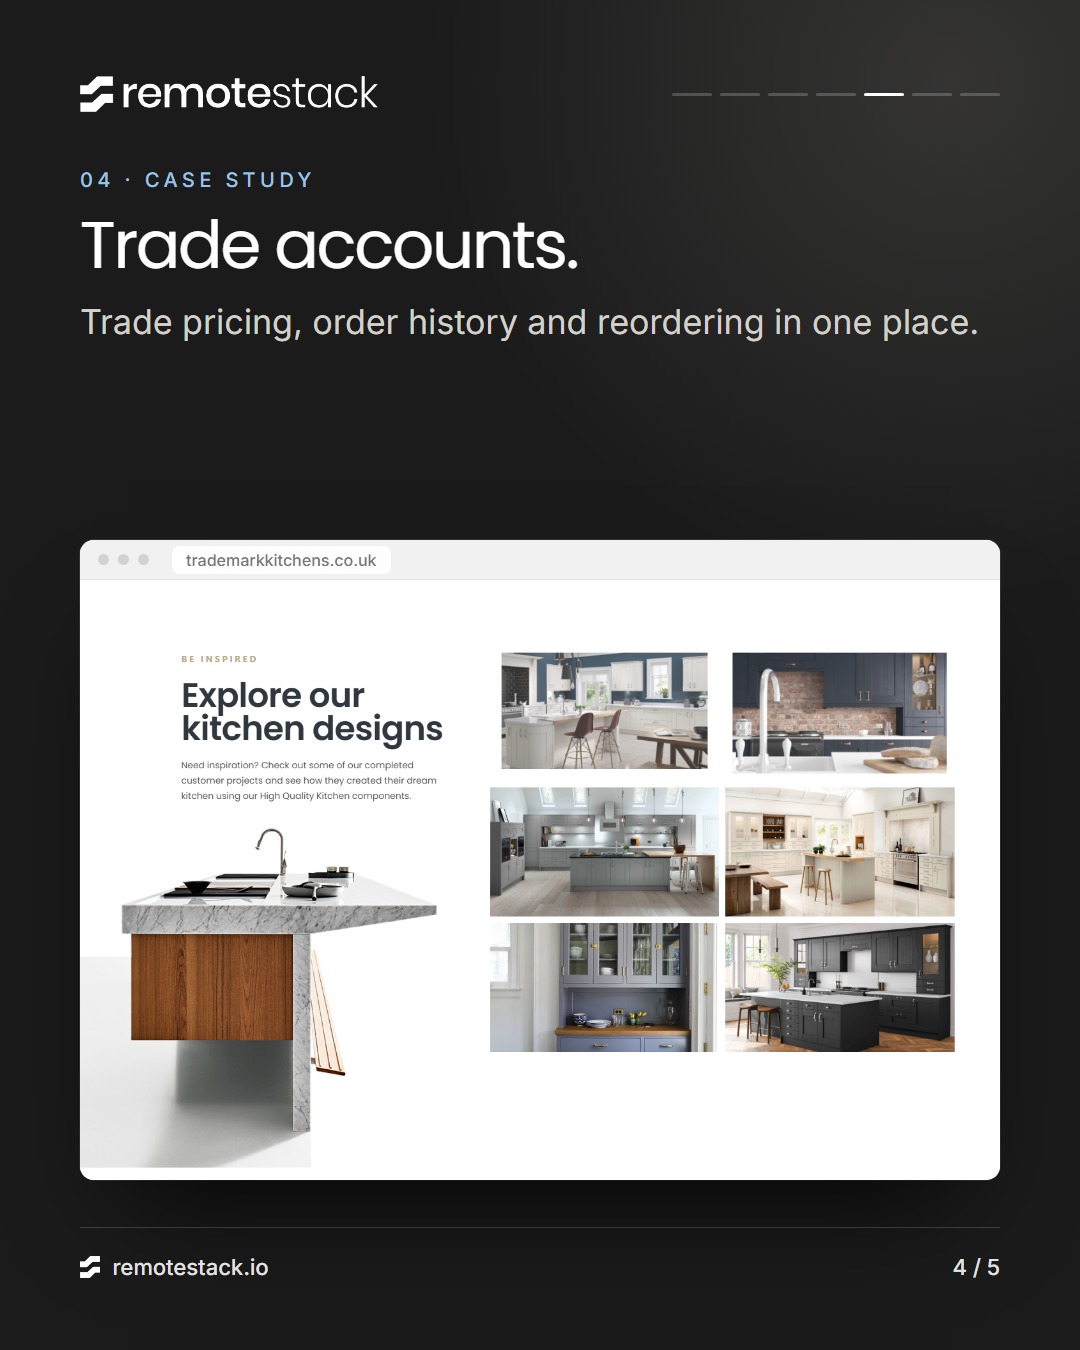 remotestack
04 · CASE STUDY
Trade accounts.
Trade pricing, order history and reordering in one place.
trademarkkitchens.co.uk
BE INSPIRED
Explore our
kitchen designs
Need inspiration? Check out some of our completed
customer projects and see how they created their dream
kitchen using our High Quality Kitchen components.
remotestack.io
4 / 5